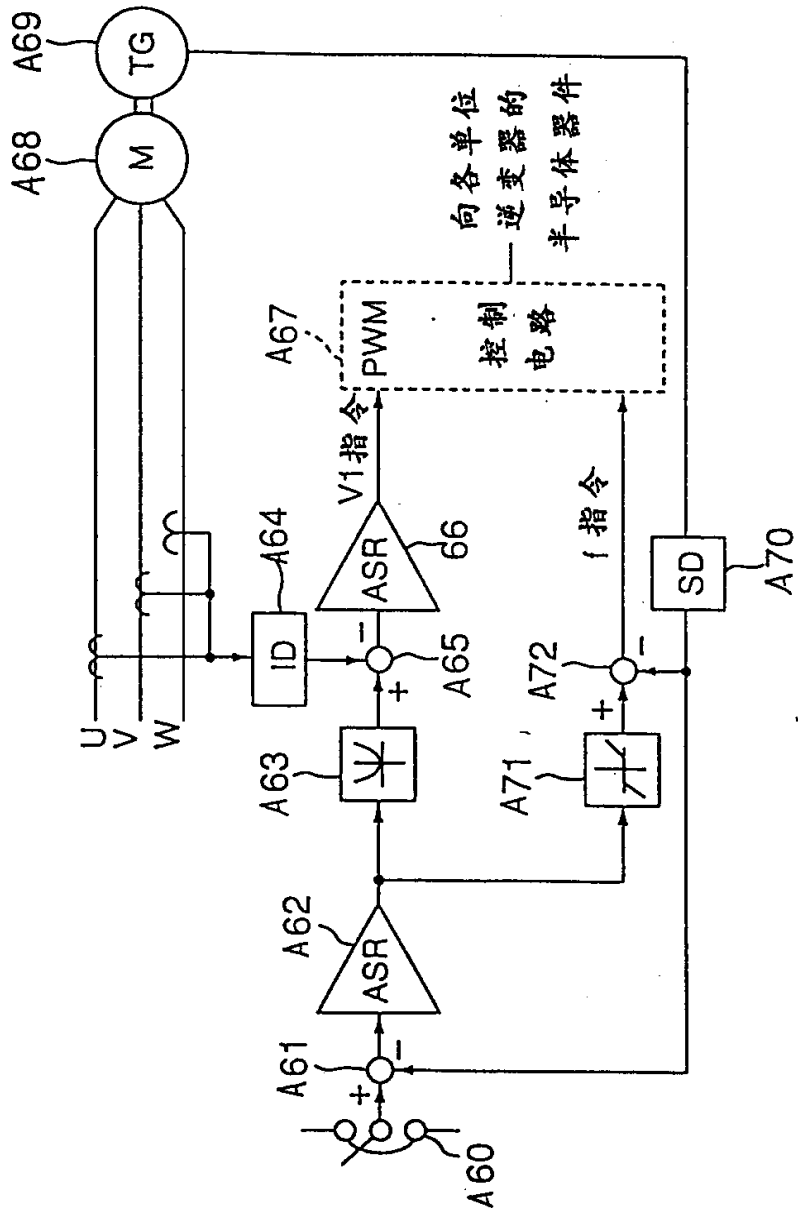 A69
TG
A68
M
U
V
W
A64
ID
向各单位
逆变器的
半导体器件
A67
PWM
控制
电路
V1指令
66
ASR
-
+
A65
A63
A62
ASR
A61
+
-
A60
f指令
A72
+
-
A71
SD
A70